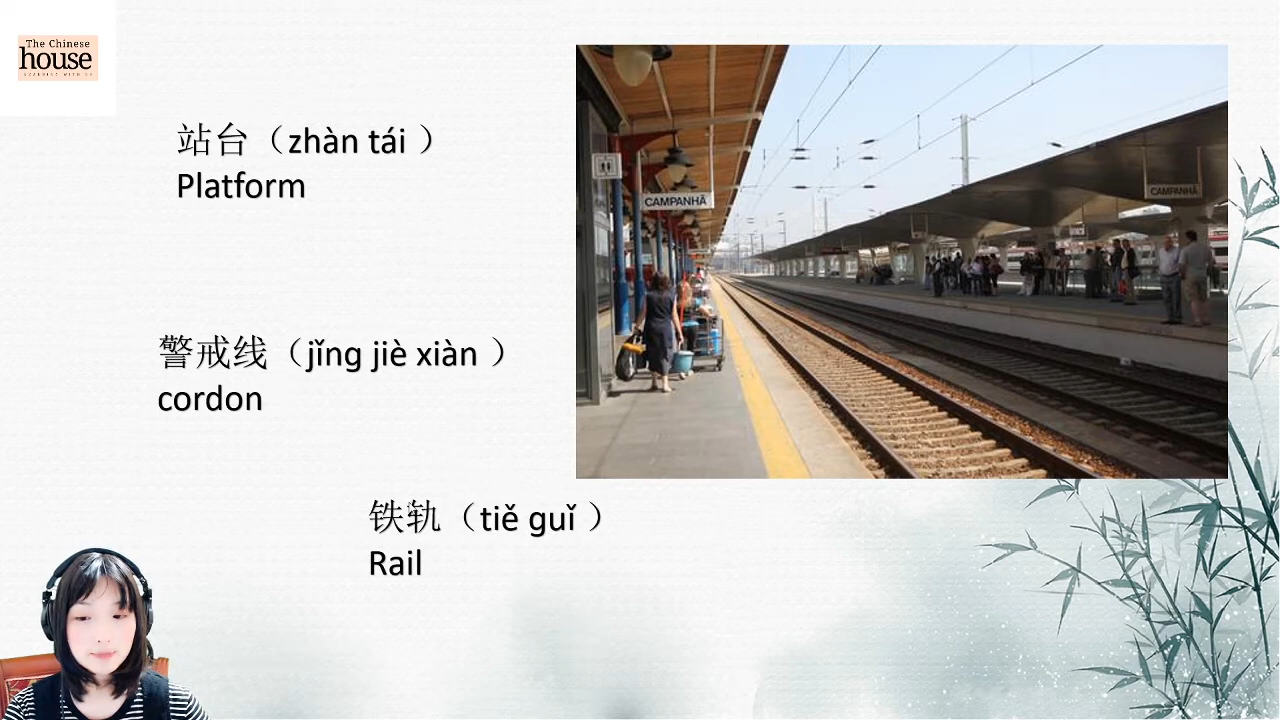 The Chinese
house
站台（zhàn tái ）
Platform
CAMPANHÃ
CAMPANHÃ
警戒线（jǐng jiè xiàn ）
cordon
铁轨（tiě guǐ ）
Rail